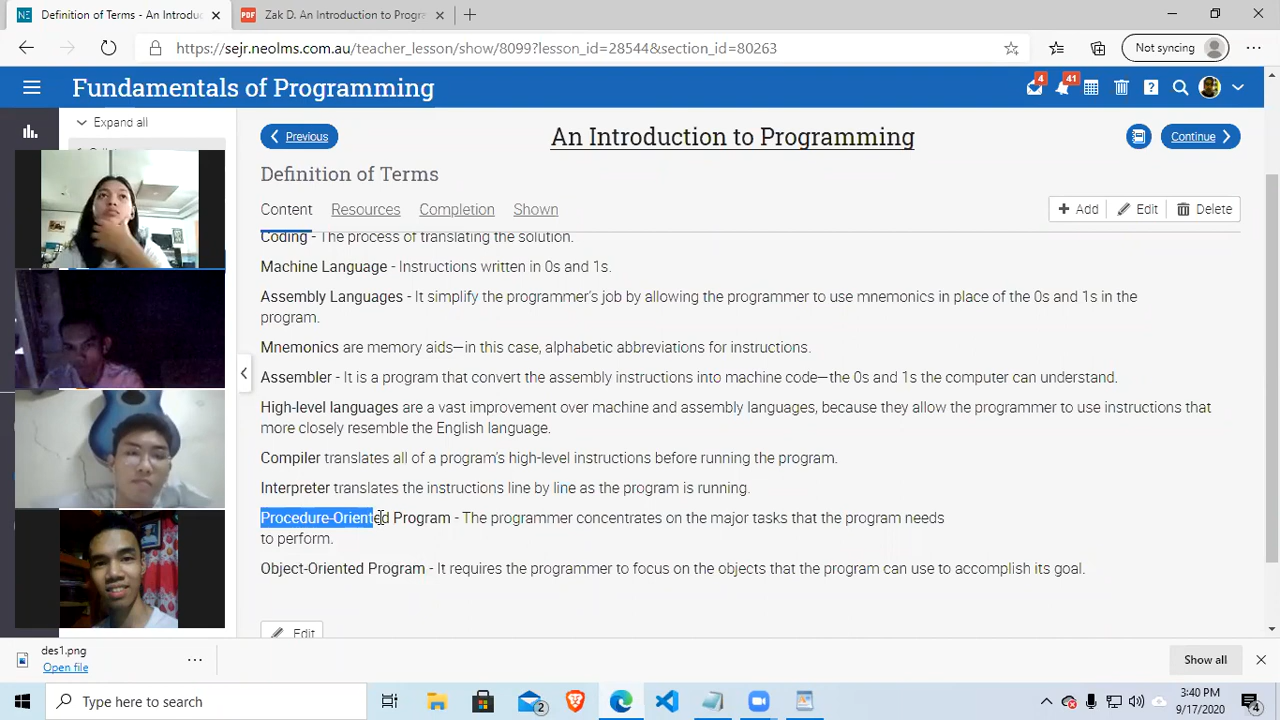 Definition of Terms - An Introduc
Zak D. An Introduction to Progr
https://sejr.neolms.com.au/teacher_lesson/show/8099?lesson_id=28544&section_id=80263
Not syncing
Fundamentals of Programming
4
41
Expand all
Previous
An Introduction to Programming
Continue
Definition of Terms
Content
Resources
Completion
Shown
Add
Edit
Delete
Coding - The process of translating the solution.
Machine Language - Instructions written in 0s and 1s.
Assembly Languages - It simplify the programmer's job by allowing the programmer to use mnemonics in place of the 0s and 1s in the
program.
Mnemonics are memory aids—in this case, alphabetic abbreviations for instructions.
Assembler - It is a program that convert the assembly instructions into machine code—the 0s and 1s the computer can understand.
High-level languages are a vast improvement over machine and assembly languages, because they allow the programmer to use instructions that
more closely resemble the English language.
Compiler translates all of a program's high-level instructions before running the program.
Interpreter translates the instructions line by line as the program is running.
Procedure-Oriented Program - The programmer concentrates on the major tasks that the program needs
to perform.
Object-Oriented Program - It requires the programmer to focus on the objects that the program can use to accomplish its goal.
Edit
des1.png
Open file
Show all
Type here to search
2
3:40 PM
9/17/2020
4